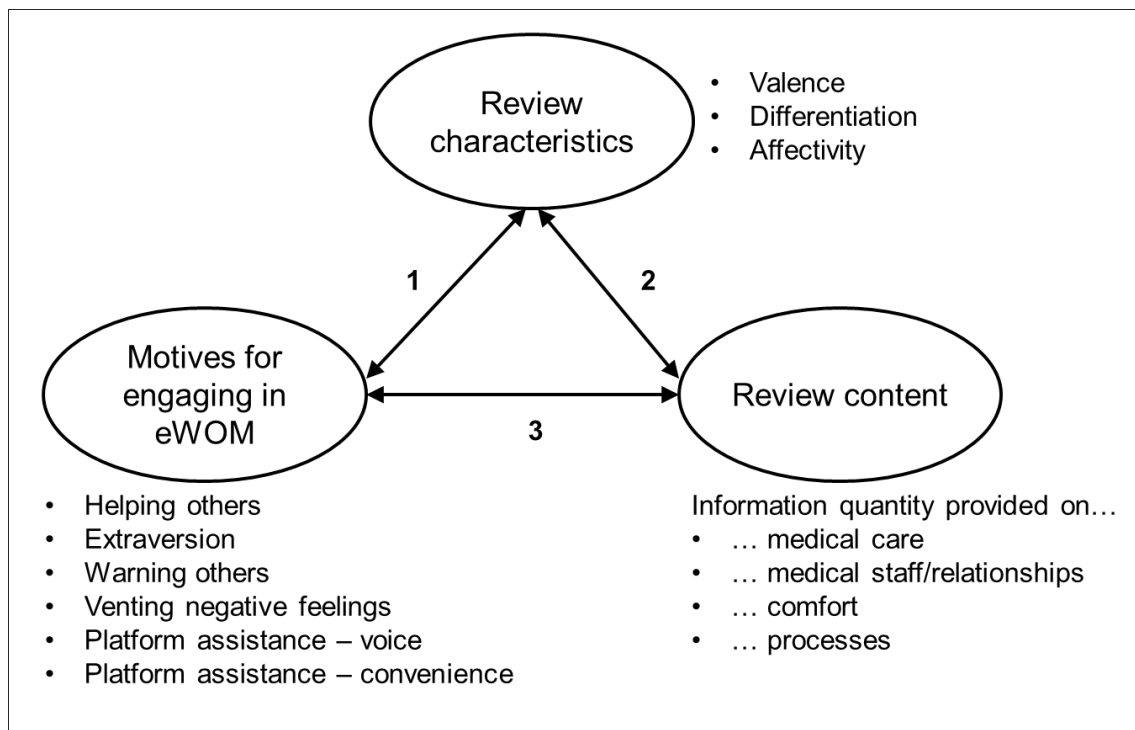 Review
characteristics
• Valence
• Differentiation
• Affectivity
1
2
Motives for
engaging in
eWOM
3
Review content
• Helping others
• Extraversion
• Warning others
• Venting negative feelings
• Platform assistance – voice
• Platform assistance – convenience
Information quantity provided on…
• … medical care
• … medical staff/relationships
• … comfort
• … processes